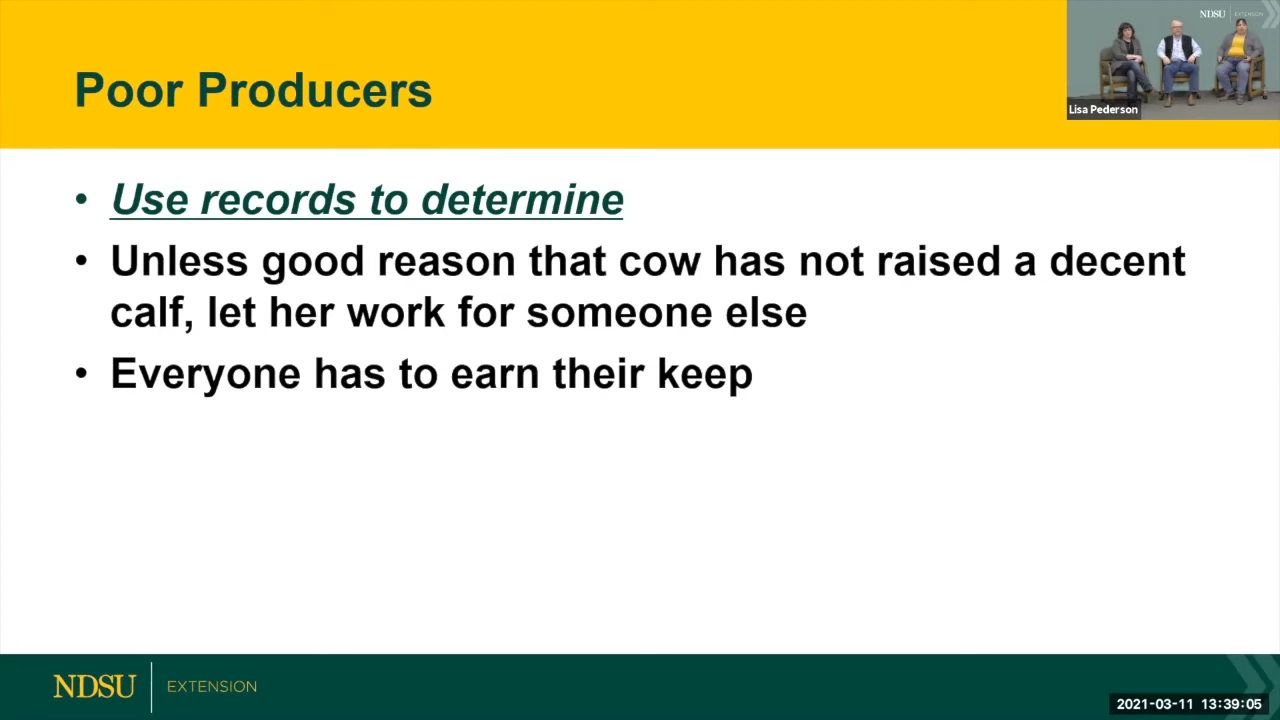 NDSU EXTENSION
Poor Producers
Lisa Pederson
• Use records to determine
• Unless good reason that cow has not raised a decent
calf, let her work for someone else
• Everyone has to earn their keep
NDSU EXTENSION
2021-03-11 13:39:05